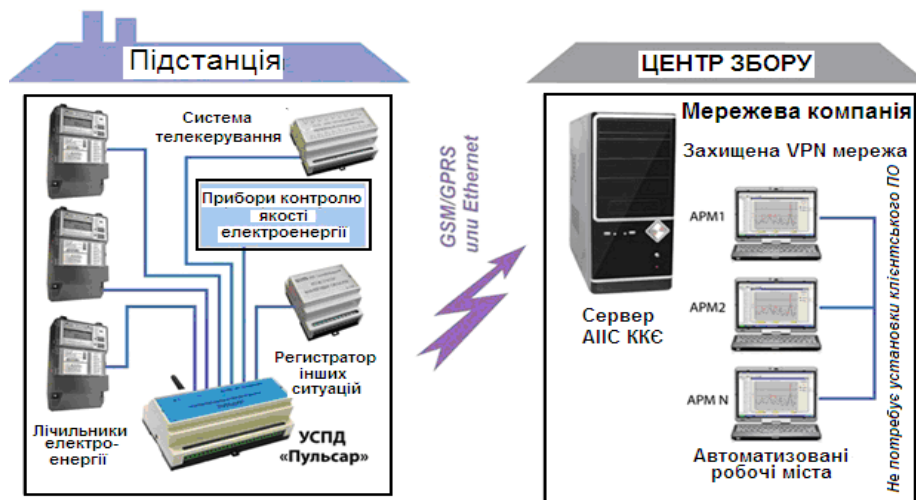 Підстанція
Система
телекерування
Прибори контролю
якості
електроенергії
Регистратор
інших
ситуацій
Лічильники
електро-
енергії
УСПД
«Пульсар»
GSM/GPRS
или Ethernet
ЦЕНТР ЗБОРУ
Мережева компанія
Захищена VPN мережа
АРМ1
АРМ2
АРМ N
Сервер
АІІС ККЄ
Автоматизовані
робочі міста
Не потребує установки клієнтського ПО